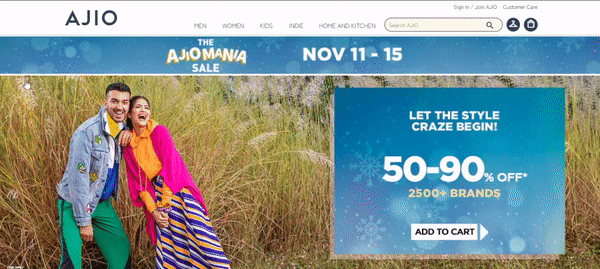 Sign in / Join AJIO
Customer Care
AJIO
MEN
WOMEN
KIDS
INDIE
HOME AND KITCHEN
Search AJIO
THE
AJIOMANIA
SALE
NOV 11 - 15
LET THE STYLE
CRAZE BEGIN!
50-90% OFF*
2500+ BRANDS
ADD TO CART